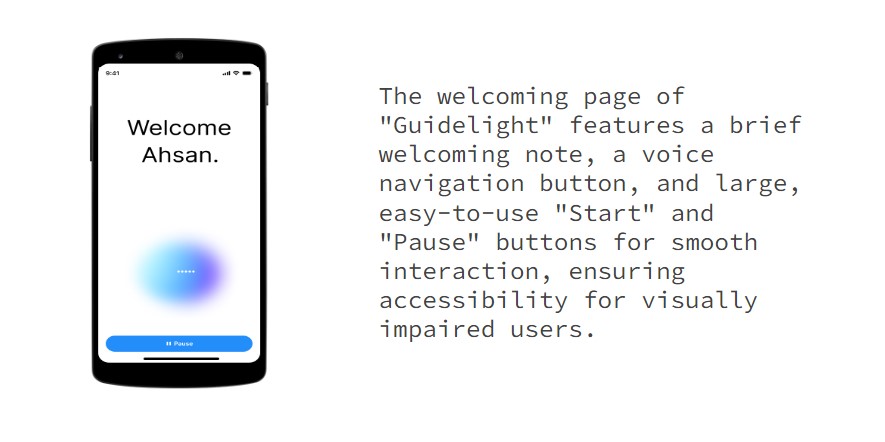 9:41
Welcome
Ahsan.
Pause
The welcoming page of
"Guidelight" features a brief
welcoming note, a voice
navigation button, and large,
easy-to-use "Start" and
"Pause" buttons for smooth
interaction, ensuring
accessibility for visually
impaired users.